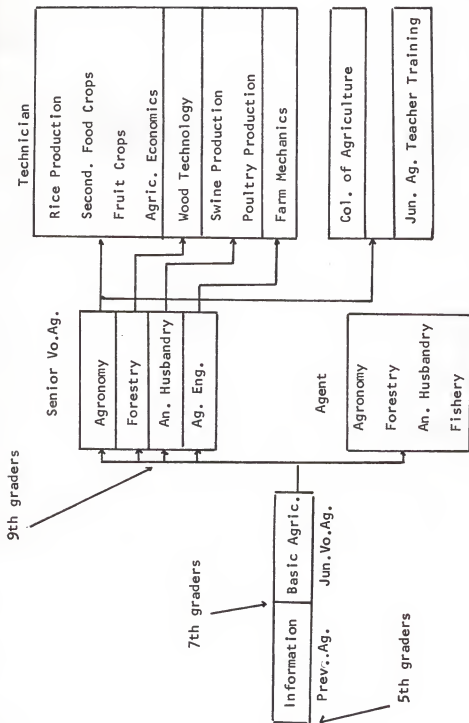 Technician
Rice Production
Second. Food Crops
Fruit Crops
Agric. Economics
Wood Technology
Swine Production
Poultry Production
Farm Mechanics
Col. of Agriculture
Jun. Ag. Teacher Training
Senior Vo.Ag.
Agronomy
Forestry
An. Husbandry
Ag. Eng.
Agent
Agronomy
Forestry
An. Husbandry
Fishery
9th graders
7th graders
Information
Basic Agric.
Prev..Ag.
Jun.Vo.Ag.
5th graders